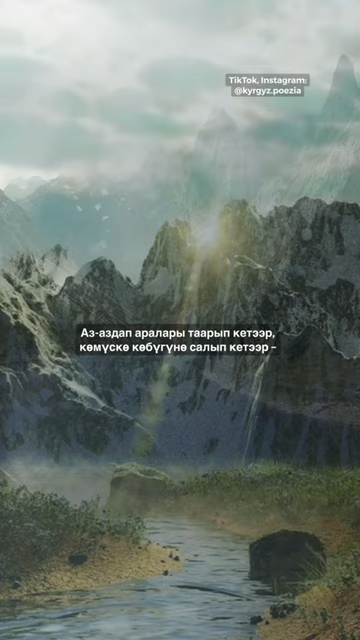 TikTok, Instagram:
@kyrgyz.poezia
Аз-аздап аралары таарып кетээр,
көмүскө көбүгүнө салып кетээр –